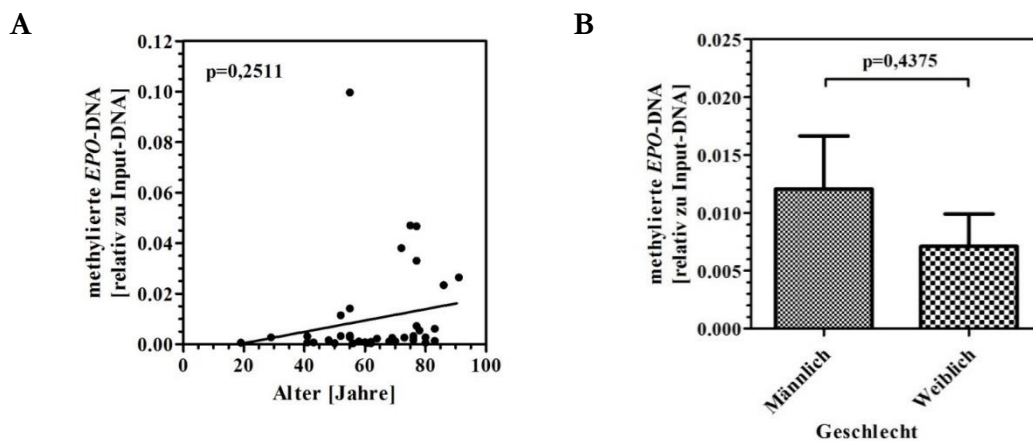 A
methylierte EPO-DNA
[relativ zu Input-DNA]
0.12
0.10
0.08
0.06
0.04
0.02
0.00
p=0,2511
0
20
40
60
80
100
Alter [Jahre]
B
methylierte EPO-DNA
[relativ zu Input-DNA]
0.025
0.020
0.015
0.010
0.005
0.000
p=0,4375
Männlich
Weiblich
Geschlecht